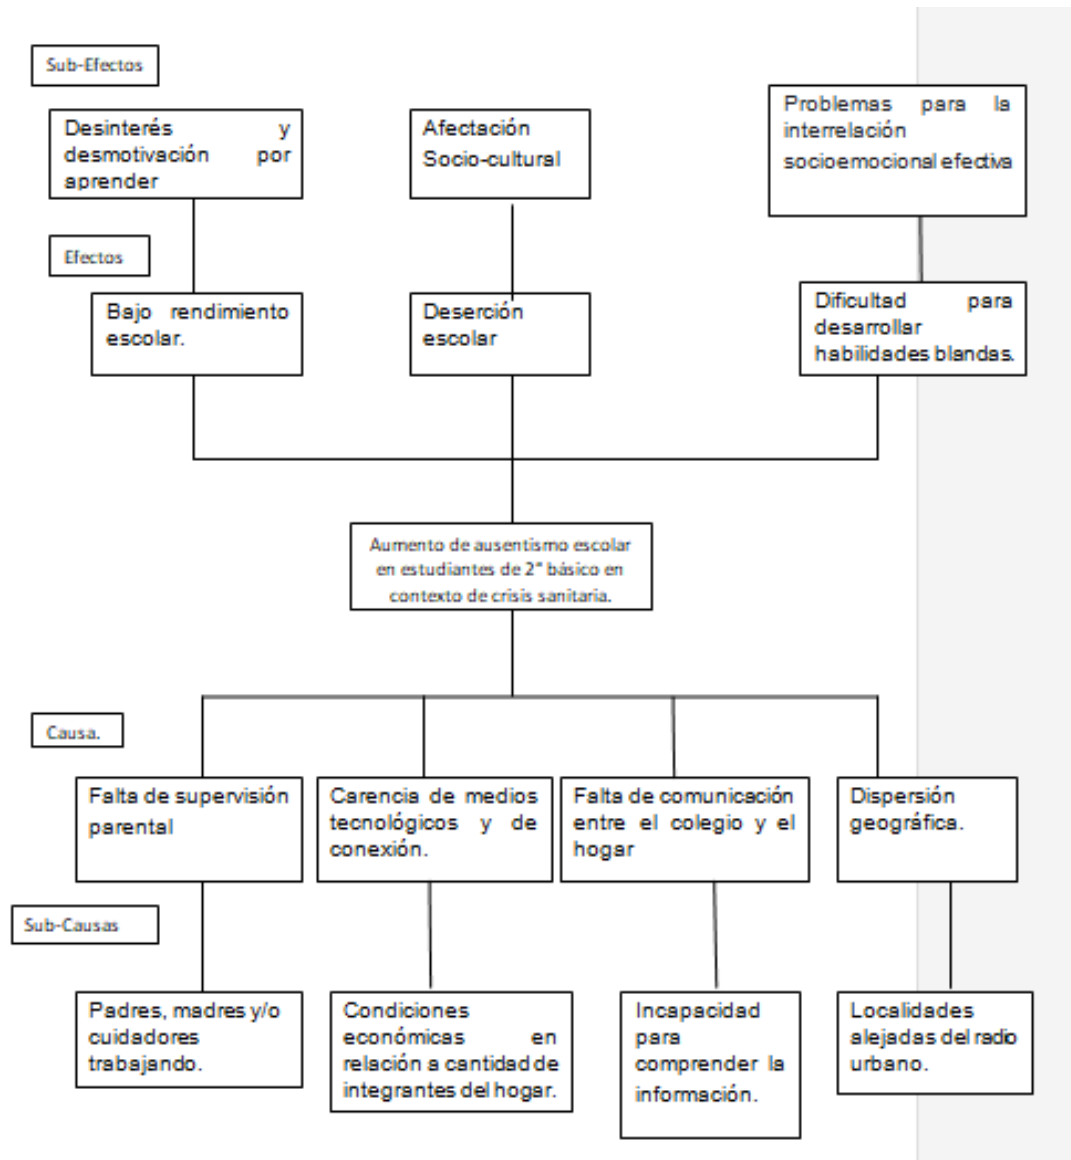 Sub-Efectos
Desinterés y
desmotivación por
aprender
Afectación
Socio-cultural
Problemas para la
interrelación
socioemocional efectiva
Efectos
Bajo rendimiento
escolar.
Deserción
escolar
Dificultad para
desarrollar
habilidades blandas.
Aumento de ausentismo escolar
en estudiantes de 2° básico en
contexto de crisis sanitaria.
Causa.
Falta de supervisión
parental
Carencia de medios
tecnológicos y de
conexión.
Falta de comunicación
entre el colegio y el
hogar
Dispersión
geográfica.
Sub-Causas
Padres, madres y/o
cuidadores
trabajando.
Condiciones
económicas en
relación a cantidad de
integrantes del hogar.
Incapacidad
para
comprender la
información.
Localidades
alejadas del radio
urbano.